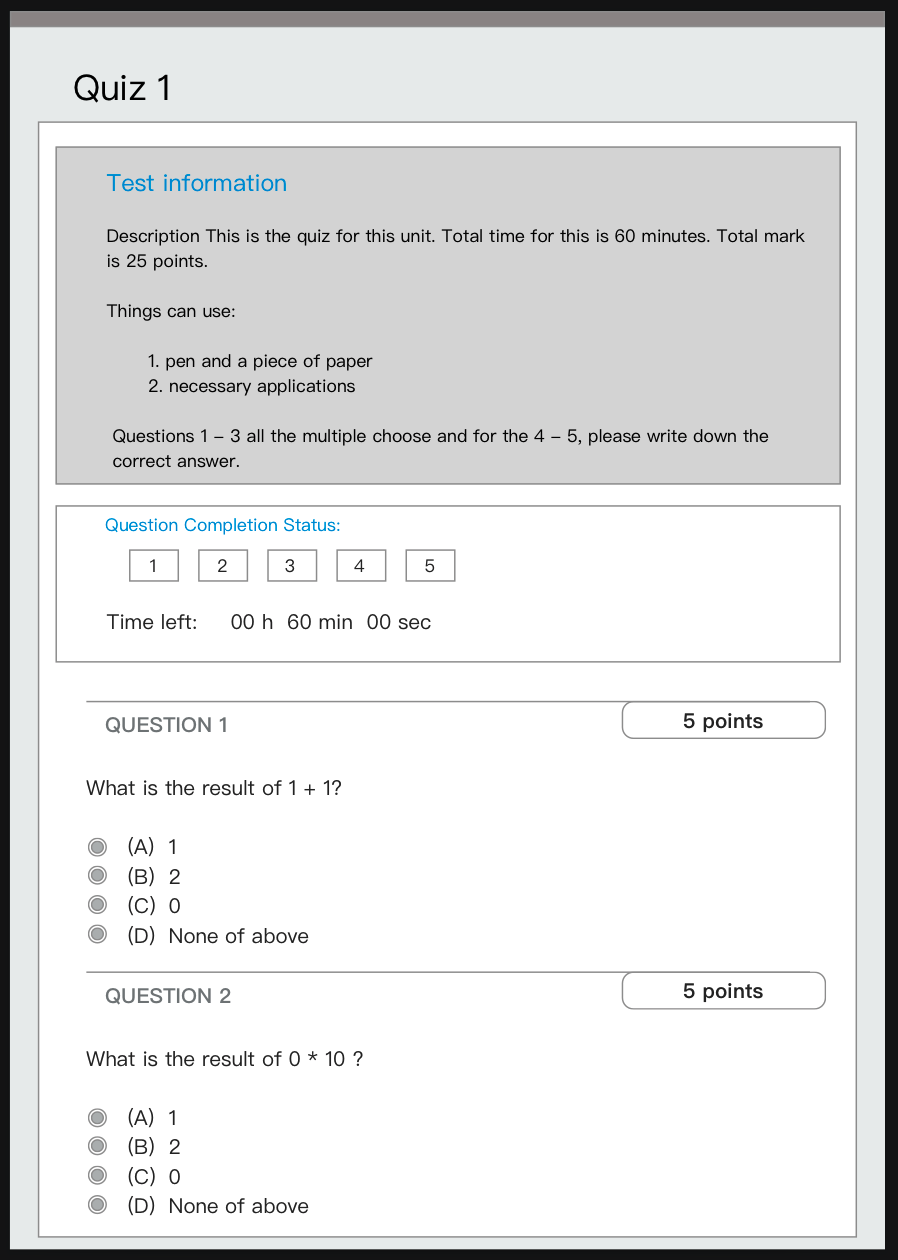 Quiz 1
Test information
Description This is the quiz for this unit. Total time for this is 60 minutes. Total mark
is 25 points.
Things can use:
1. pen and a piece of paper
2. necessary applications
Questions 1 – 3 all the multiple choose and for the 4 – 5, please write down the
correct answer.
Question Completion Status:
1 2 3 4 5
Time left: 00 h 60 min 00 sec
QUESTION 1 5 points
What is the result of 1 + 1?
(A) 1
(B) 2
(C) 0
(D) None of above
QUESTION 2 5 points
What is the result of 0 * 10 ?
(A) 1
(B) 2
(C) 0
(D) None of above